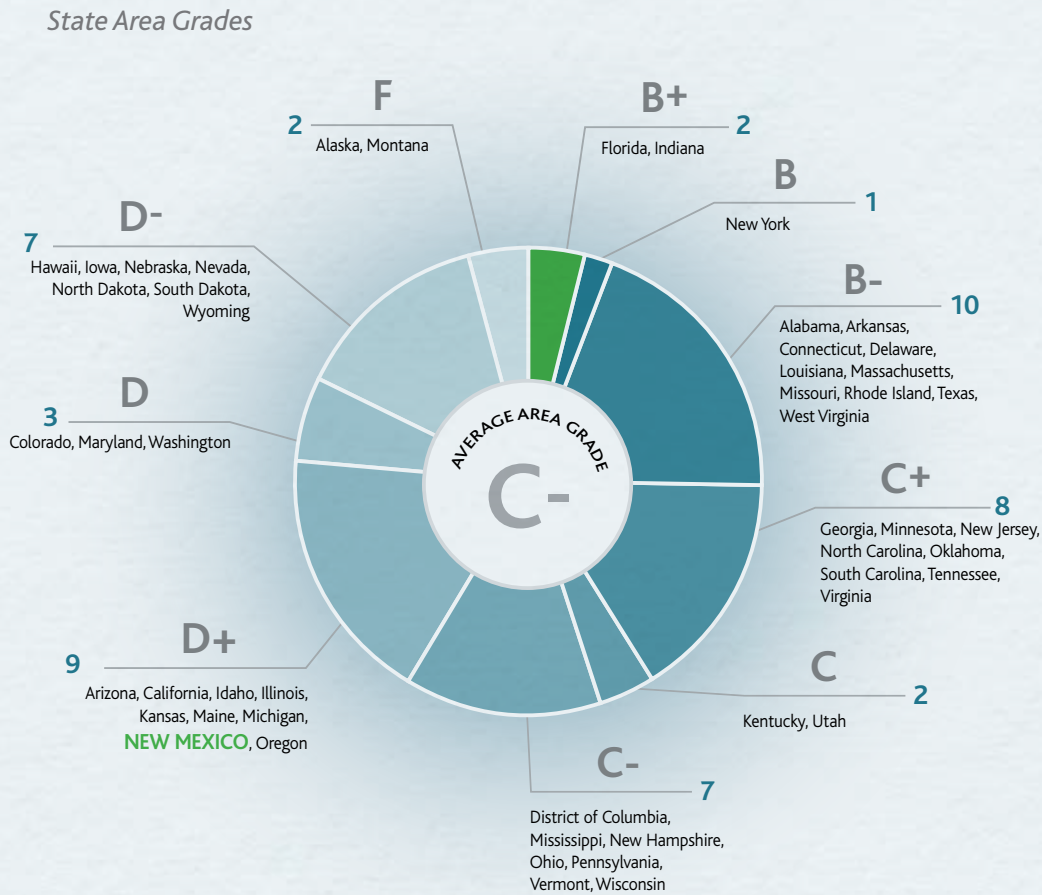 State Area Grades
F
2
Alaska, Montana
B+
2
Florida, Indiana
B
1
New York
B-
10
Alabama, Arkansas,
Connecticut, Delaware,
Louisiana, Massachusetts,
Missouri, Rhode Island, Texas,
West Virginia
C+
8
Georgia, Minnesota, New Jersey,
North Carolina, Oklahoma,
South Carolina, Tennessee,
Virginia
C
2
Kentucky, Utah
C-
7
District of Columbia,
Mississippi, New Hampshire,
Ohio, Pennsylvania,
Vermont, Wisconsin
D+
9
Arizona, California, Idaho, Illinois,
Kansas, Maine, Michigan,
NEW MEXICO, Oregon
D
3
Colorado, Maryland, Washington
D-
7
Hawaii, Iowa, Nebraska, Nevada,
North Dakota, South Dakota,
Wyoming
AVERAGE AREA GRADE
C-